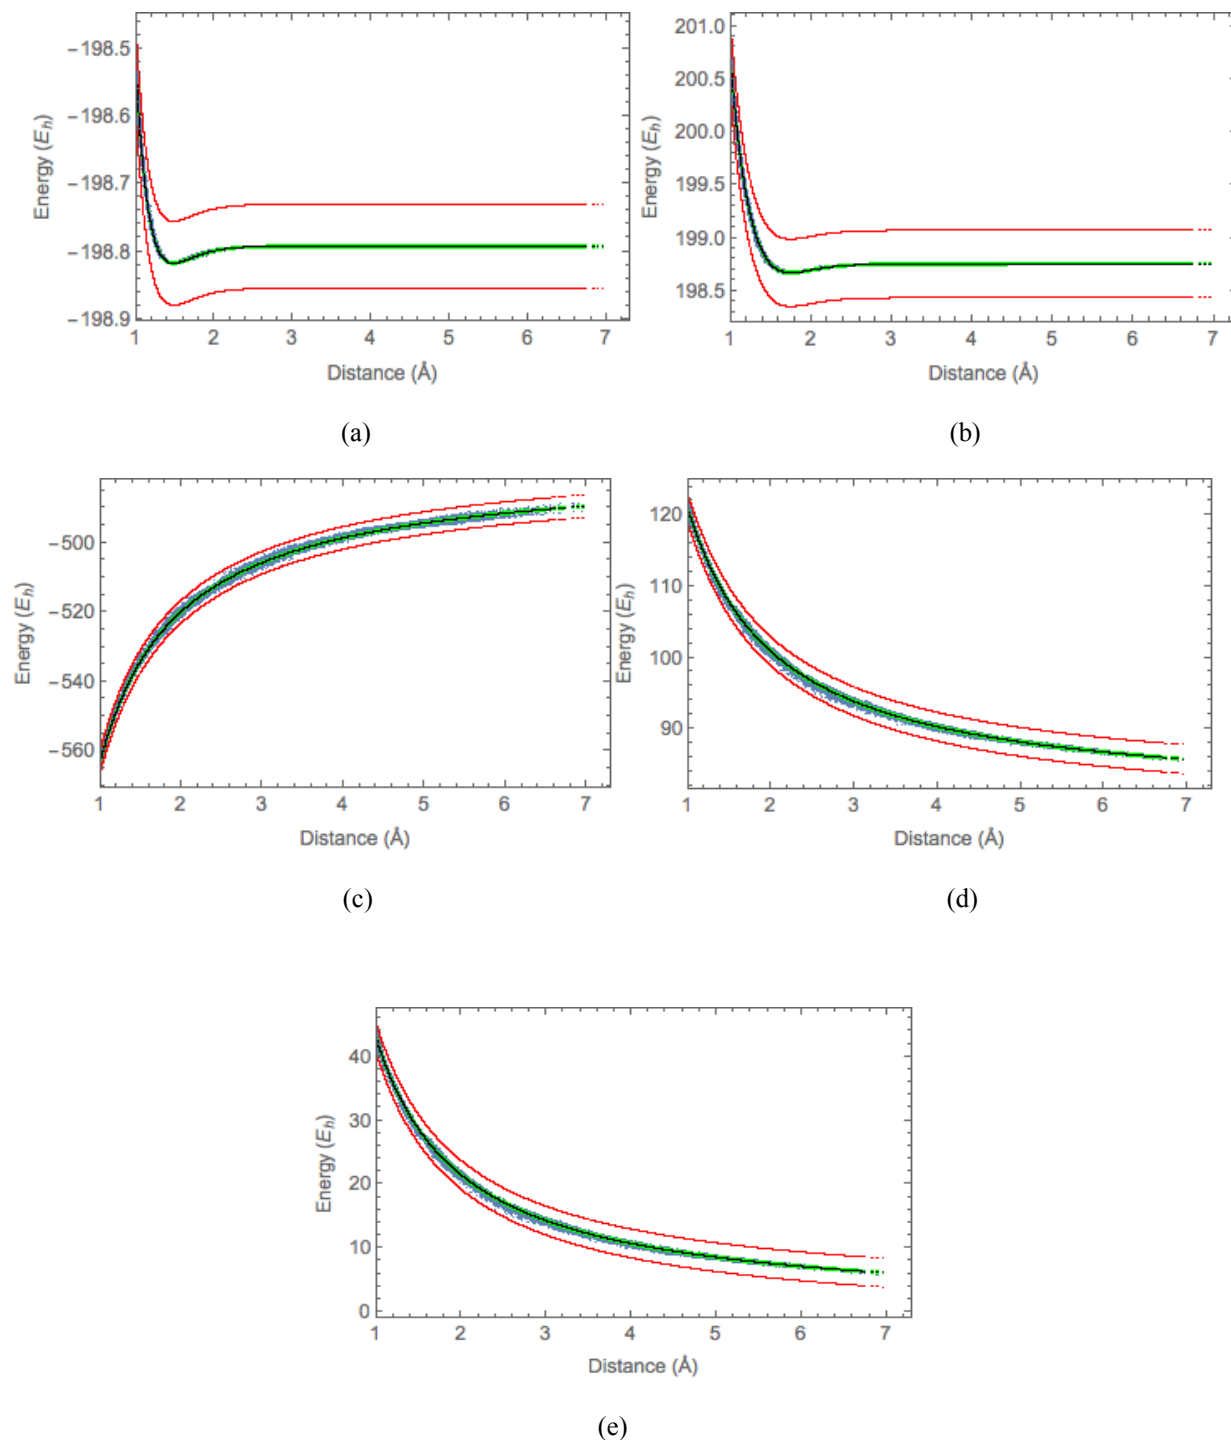 Energy (Eh)
−198.5
−198.6
−198.7
−198.8
−198.9
1 2 3 4 5 6 7
Distance (Å)
(a)
Energy (Eh)
201.0
200.5
200.0
199.5
199.0
198.5
1 2 3 4 5 6 7
Distance (Å)
(b)
Energy (Eh)
−500
−520
−540
−560
1 2 3 4 5 6 7
Distance (Å)
(c)
Energy (Eh)
120
110
100
90
1 2 3 4 5 6 7
Distance (Å)
(d)
Energy (Eh)
40
30
20
10
0
1 2 3 4 5 6 7
Distance (Å)
(e)